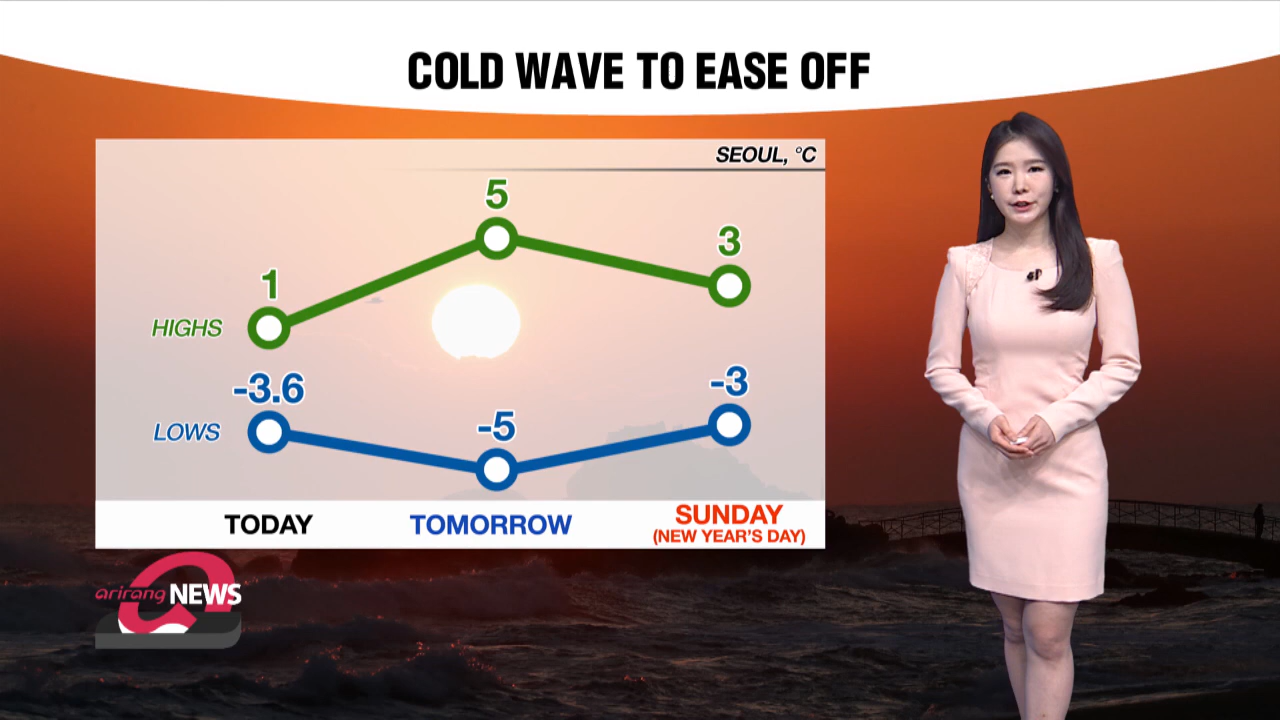 COLD WAVE TO EASE OFF
SEOUL, °C
5
3
1
HIGHS
-3.6
-5
-3
LOWS
TODAY
TOMORROW
SUNDAY
(NEW YEAR'S DAY)
arirang NEWS